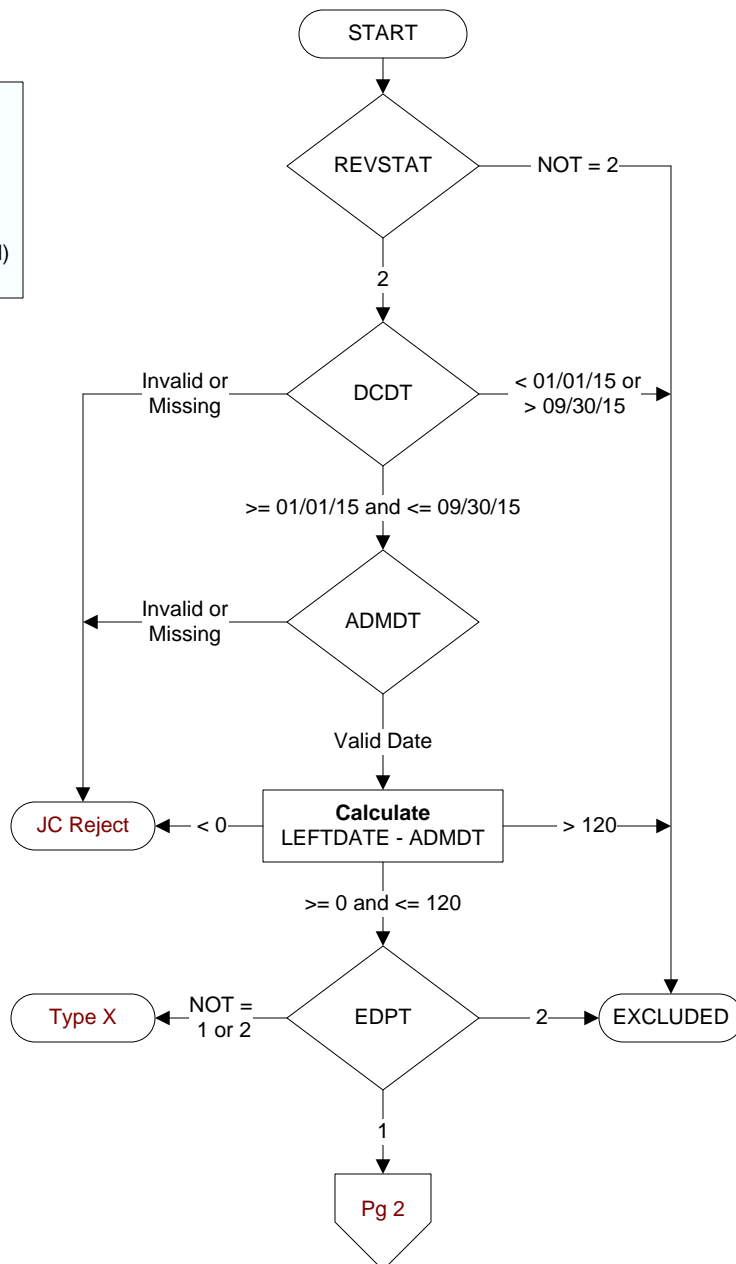 START
REVSTAT
NOT = 2
2
l)
Invalid or
Missing
DCDT
< 01/01/15 or
> 09/30/15
>= 01/01/15 and <= 09/30/15
Invalid or
Missing
ADMDT
Valid Date
JC Reject
< 0
Calculate
LEFTDATE - ADMDT
> 120
>= 0 and <= 120
Type X
NOT =
1 or 2
EDPT
2
EXCLUDED
1
Pg 2